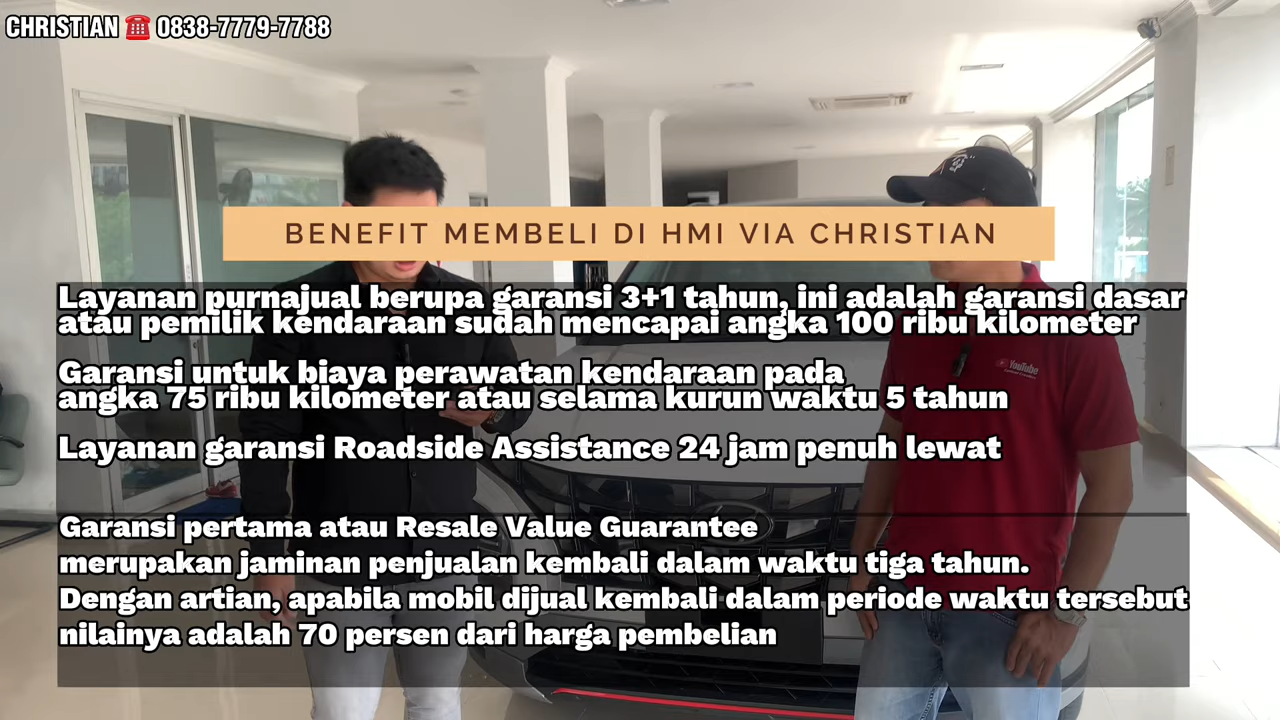 CHRISTIAN ☎️ 0838-7779-7788
BENEFIT MEMBELI DI HMI VIA CHRISTIAN
Layanan purnajual berupa garansi 3+1 tahun, ini adalah garansi dasar
atau pemilik kendaraan sudah mencapai angka 100 ribu kilometer
Garansi untuk biaya perawatan kendaraan pada
angka 75 ribu kilometer atau selama kurun waktu 5 tahun
YouTube
Layanan garansi Roadside Assistance 24 jam penuh lewat
Garansi pertama atau Resale Value Guarantee
merupakan jaminan penjualan kembali dalam waktu tiga tahun.
Dengan artian, apabila mobil dijual kembali dalam periode waktu tersebut
nilainya adalah 70 persen dari harga pembelian